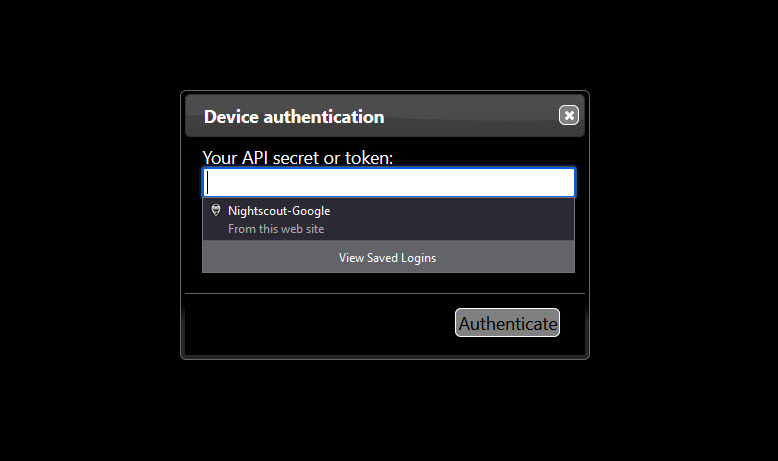 Device authentication
Your API secret or token:
Nightscout-Google
From this web site
View Saved Logins
Authenticate